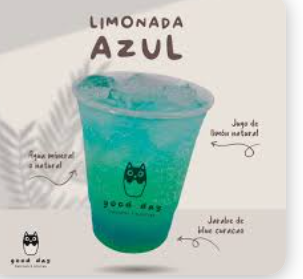 LIMONADA
AZUL
Jugo de
limón natural
Agua mineral
o natural
good day
Jarabe de
blue curacao
good day